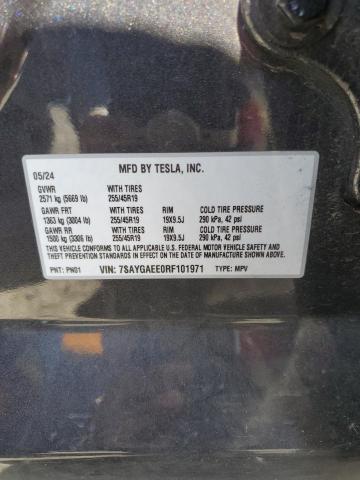 05/24 MFD BY TESLA, INC.
GVWR WITH TIRES
2571 kg (5669 lb) 255/45R19
GAWR FRT WITH TIRES RIM COLD TIRE PRESSURE
1363 kg (3004 lb) 255/45R19 19X9.5J 290 kPa, 42 psi
GAWR RR WITH TIRES RIM COLD TIRE PRESSURE
1500 kg (3306 lb) 255/45R19 19X9.5J 290 kPa, 42 psi
THIS VEHICLE CONFORMS TO ALL APPLICABLE U.S. FEDERAL MOTOR VEHICLE SAFETY AND
THEFT PREVENTION STANDARDS IN EFFECT ON THE DATE OF MANUFACTURE SHOWN ABOVE.
PNT: PN01 VIN: 7SAYGAEE0RF101971 TYPE: MPV